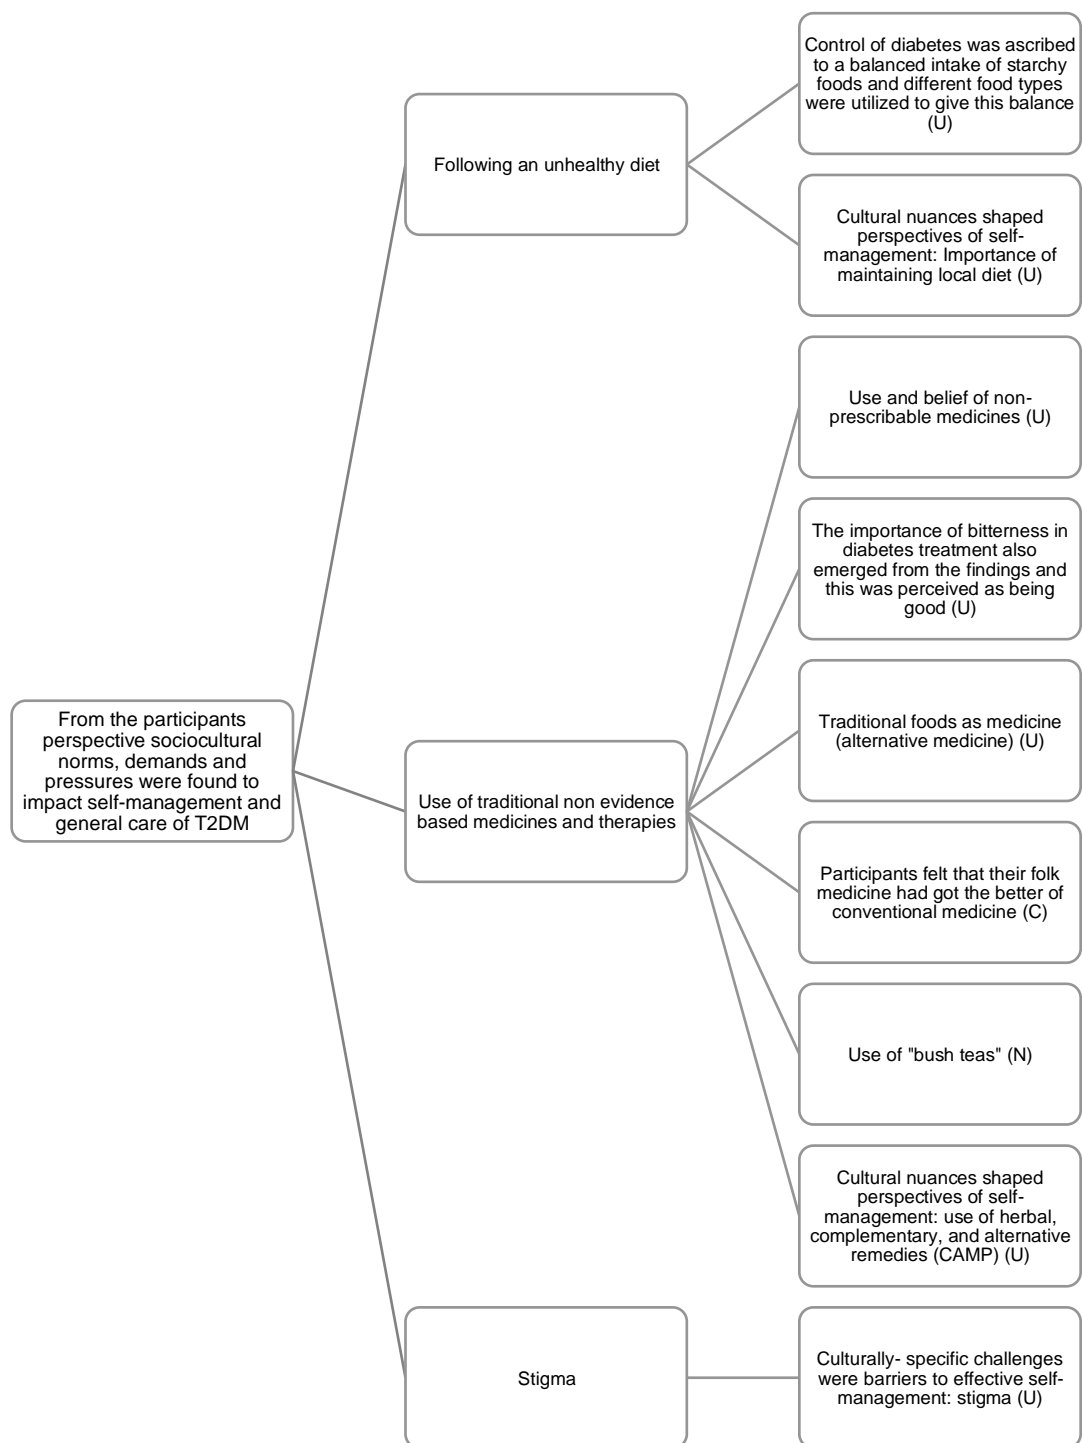 From the participants
perspective sociocultural
norms, demands and
pressures were found to
impact self-management and
general care of T2DM
Following an unhealthy diet
Control of diabetes was ascribed
to a balanced intake of starchy
foods and different food types
were utilized to give this balance
(U)
Cultural nuances shaped
perspectives of self-
management: Importance of
maintaining local diet (U)
Use of traditional non evidence
based medicines and therapies
Use and belief of non-
prescribable medicines (U)
The importance of bitterness in
diabetes treatment also
emerged from the findings and
this was perceived as being
good (U)
Traditional foods as medicine
(alternative medicine) (U)
Participants felt that their folk
medicine had got the better of
conventional medicine (C)
Use of "bush teas" (N)
Cultural nuances shaped
perspectives of self-
management: use of herbal,
complementary, and alternative
remedies (CAMP) (U)
Stigma
Culturally- specific challenges
were barriers to effective self-
management: stigma (U)